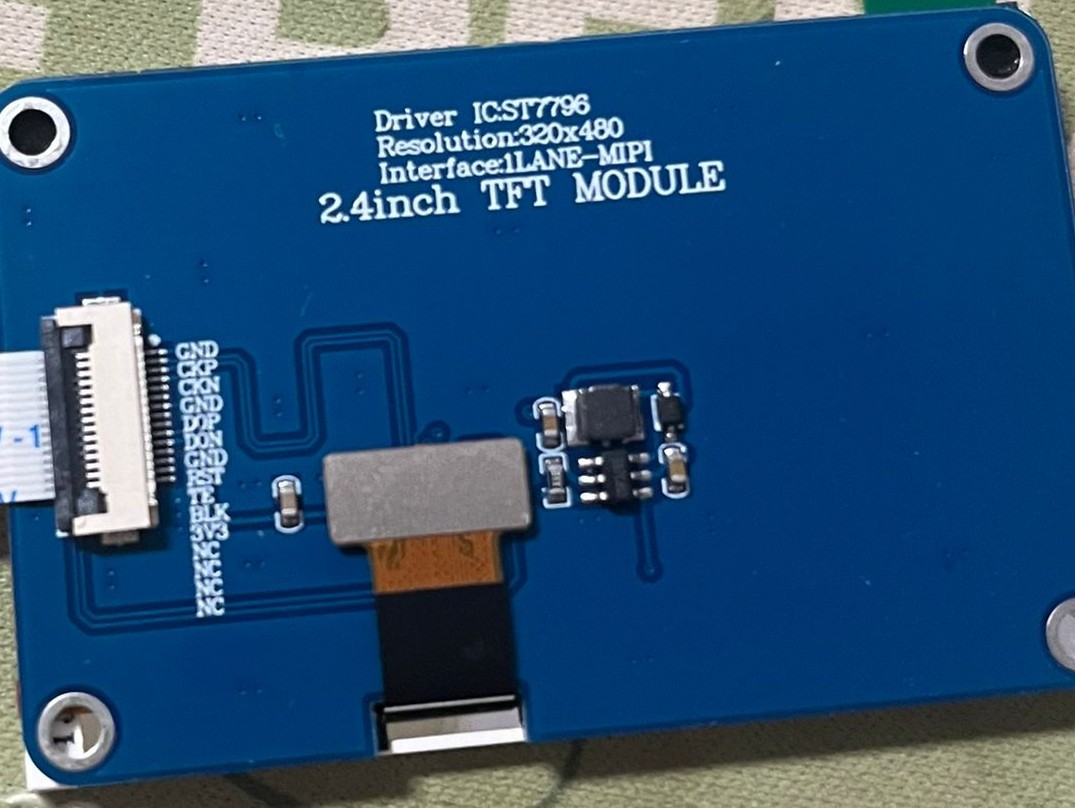 Driver IC:ST7796
Resolution:320x480
Interface:1LANE-MIPI
2.4inch TFT MODULE
GND
CKP
CKN
GND
D0P
D0N
GND
RST
TE
BLK
3V3
NC
NC
NC
NC